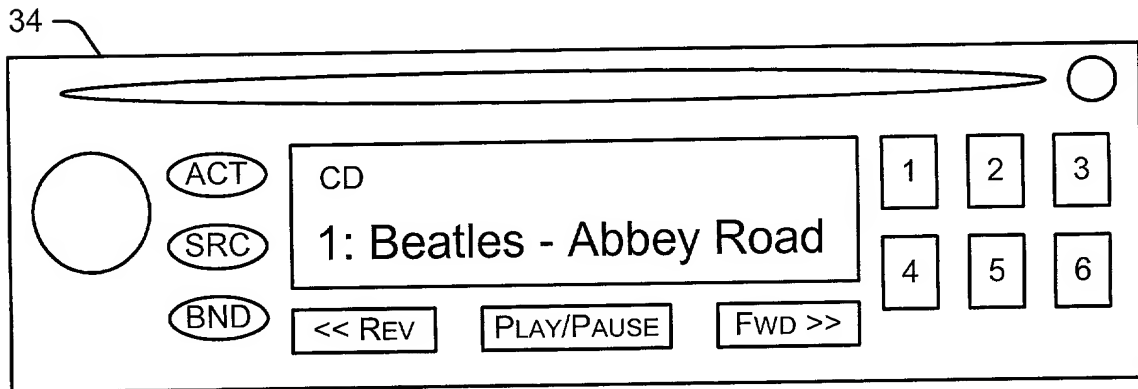 34
ACT
CD
1
2
3
SRC
1: Beatles - Abbey Road
4
5
6
BND
<< REV
PLAY/PAUSE
FWD >>